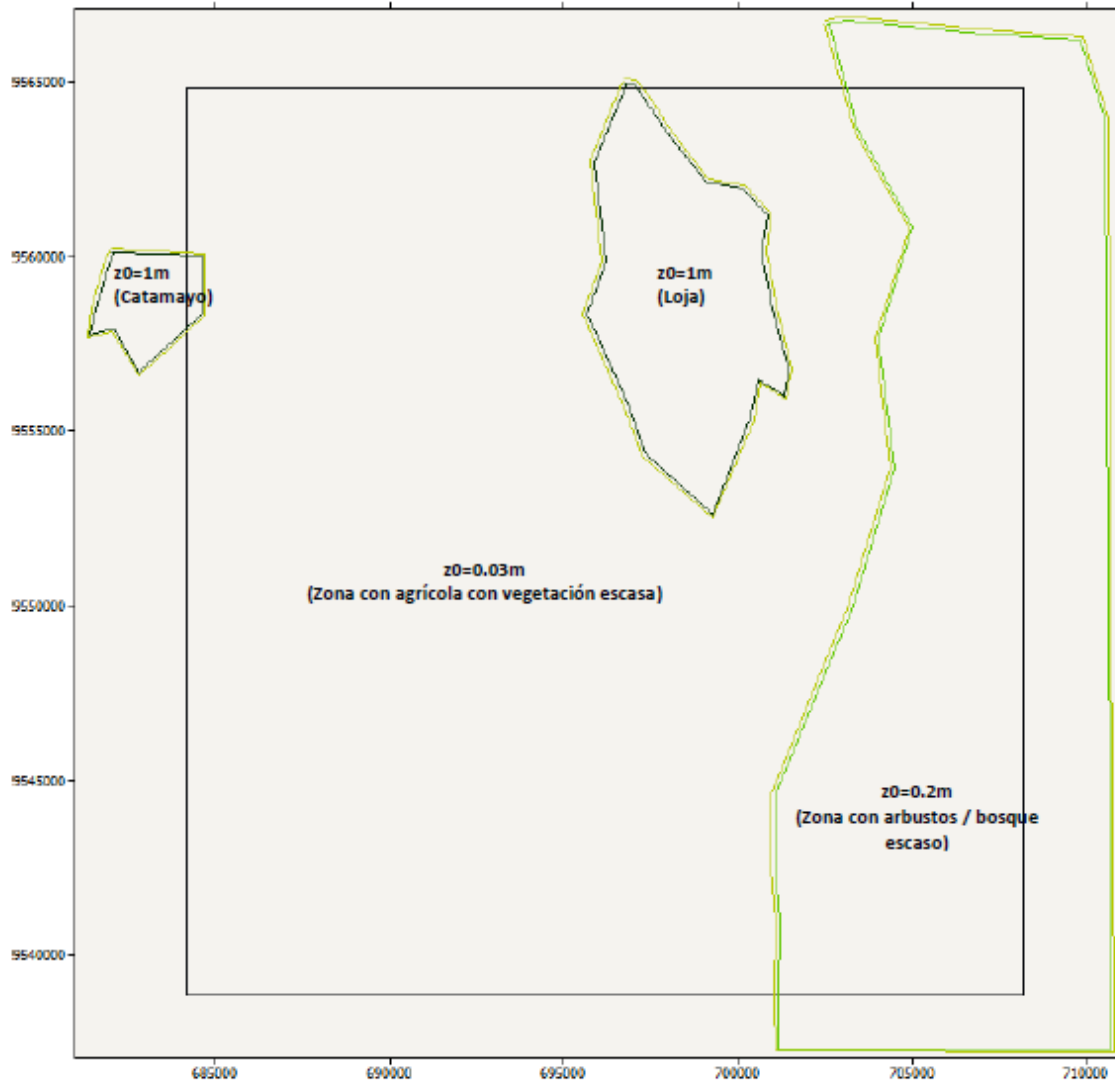 9565000
9560000
9555000
9550000
9545000
9540000
z0=1m
(Catamayo)
z0=1m
(Loja)
z0=0.03m
(Zona con agrícola con vegetación escasa)
z0=0.2m
(Zona con arbustos / bosque
escaso)
685000
690000
695000
700000
705000
710000